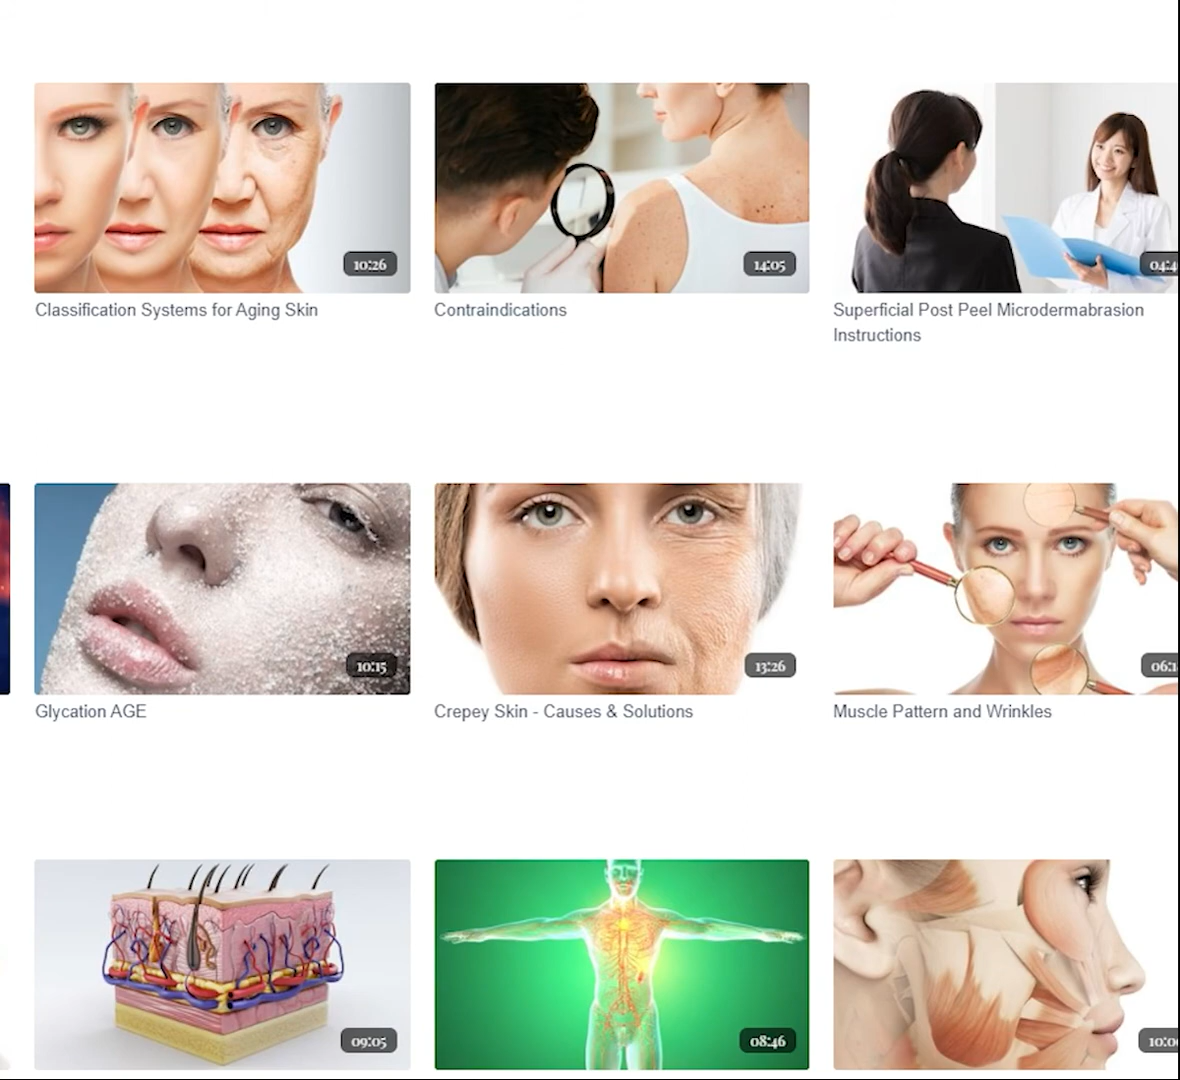 10:26
14:05
Classification Systems for Aging Skin
Contraindications
Superficial Post Peel Microdermabrasion
Instructions
10:15
13:26
Glycation AGE
Crepey Skin - Causes & Solutions
Muscle Pattern and Wrinkles
09:05
08:46